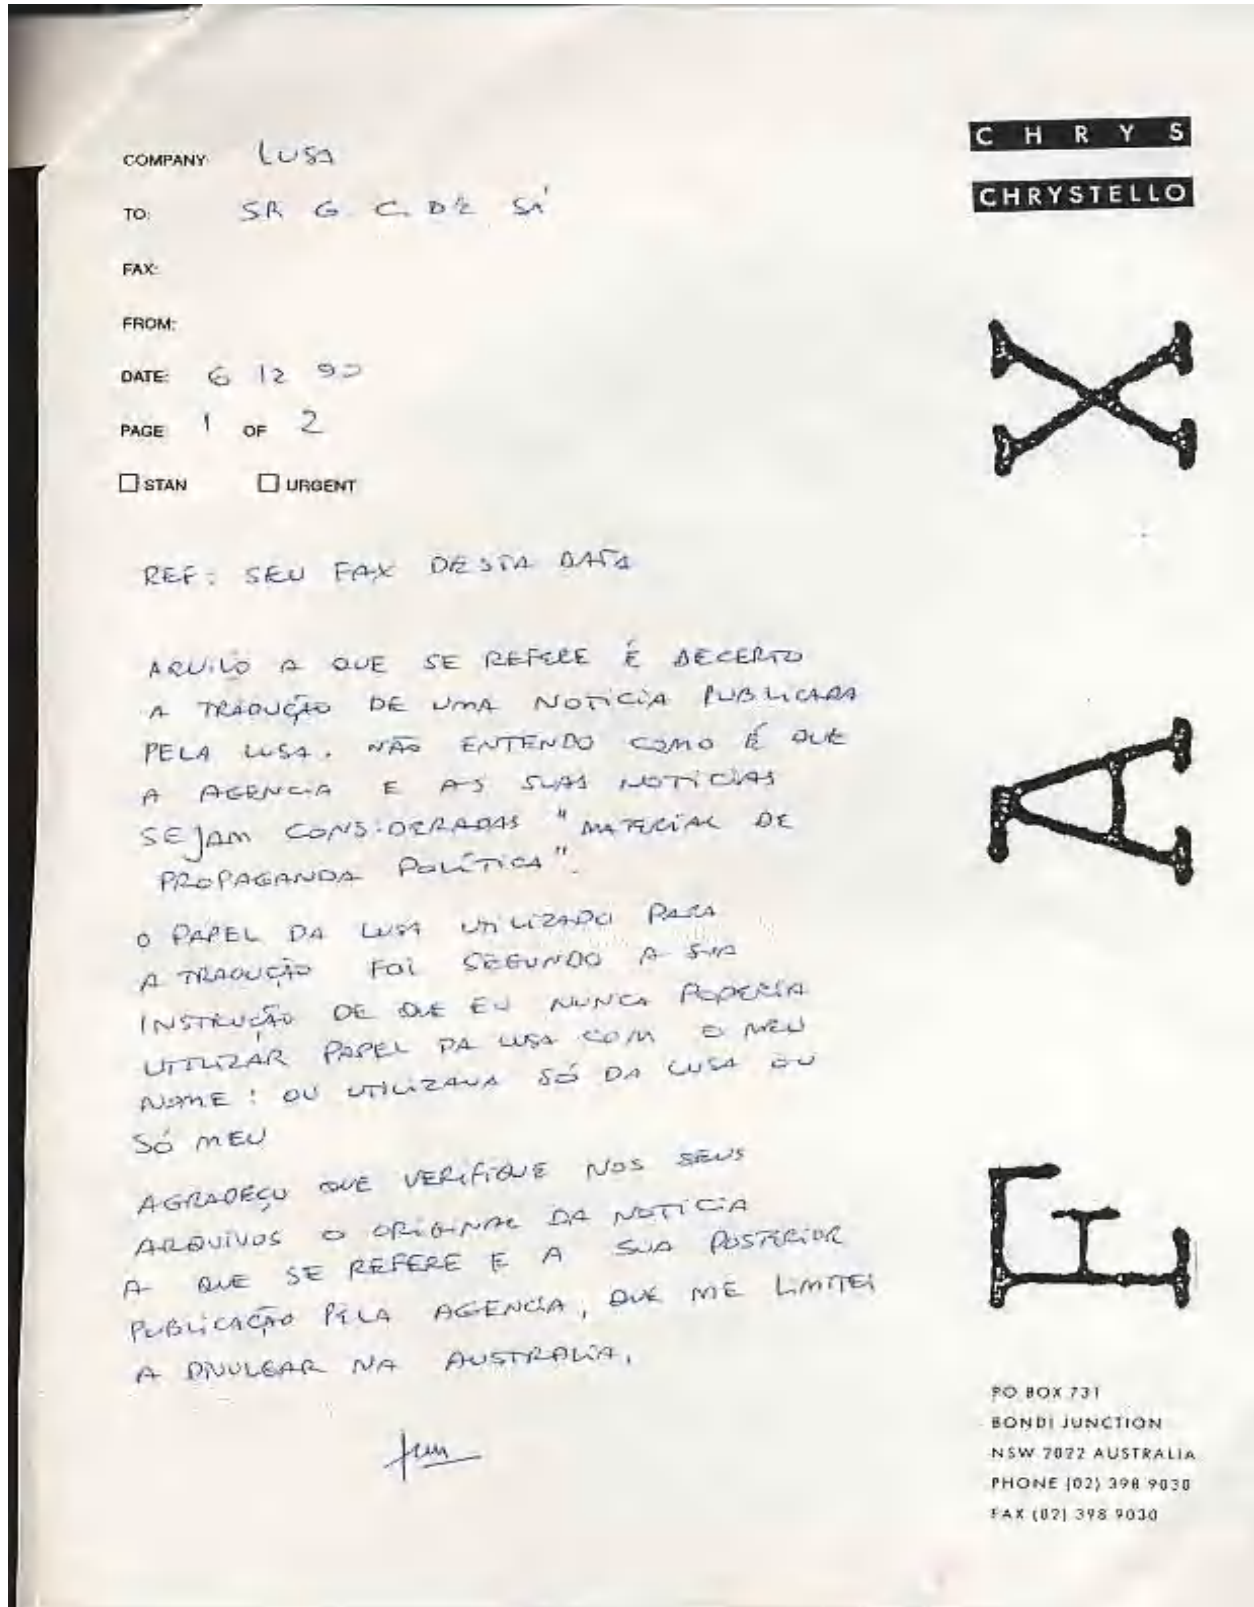 CHRYS
CHRYSTELLO
COMPANY: LUSA
TO: SR G. C. DE SÁ
FAX:
FROM:
DATE: 6 12 90
PAGE 1 OF 2
STAN URGENT
REF: SEU FAX DESTA DATA
AQUILO A QUE SE REFERE É DECERTO
A TRADUÇÃO DE UMA NOTICIA PUBLICADA
PELA LUSA. NÃO ENTENDO COMO É QUE
A AGENCIA E AS SUAS NOTICIAS
SEJAM CONSIDERADAS "MATERIAL DE
PROPAGANDA POLÍTICA".
O PAPEL DA LUSA UTILIZADO PARA
A TRADUÇÃO FOI SEGUNDO A SUA
INSTRUÇÃO DE QUE EU NUNCA PODERIA
UTILIZAR PAPEL DA LUSA COM O MEU
NOME: OU UTILIZAVA SÓ DA LUSA OU
SÓ MEU
AGRADEÇO QUE VERIFIQUE NOS SEUS
ARQUIVOS O ORIGINAL DA NOTICIA
A QUE SE REFERE E A SUA POSTERIOR
PUBLICAÇÃO PELA AGENCIA, QUE ME LIMITEI
A DIVULGAR NA AUSTRALIA.
FAX
PO BOX 731
BONDI JUNCTION
NSW 2022 AUSTRALIA
PHONE (02) 398 9030
FAX (02) 398 9030